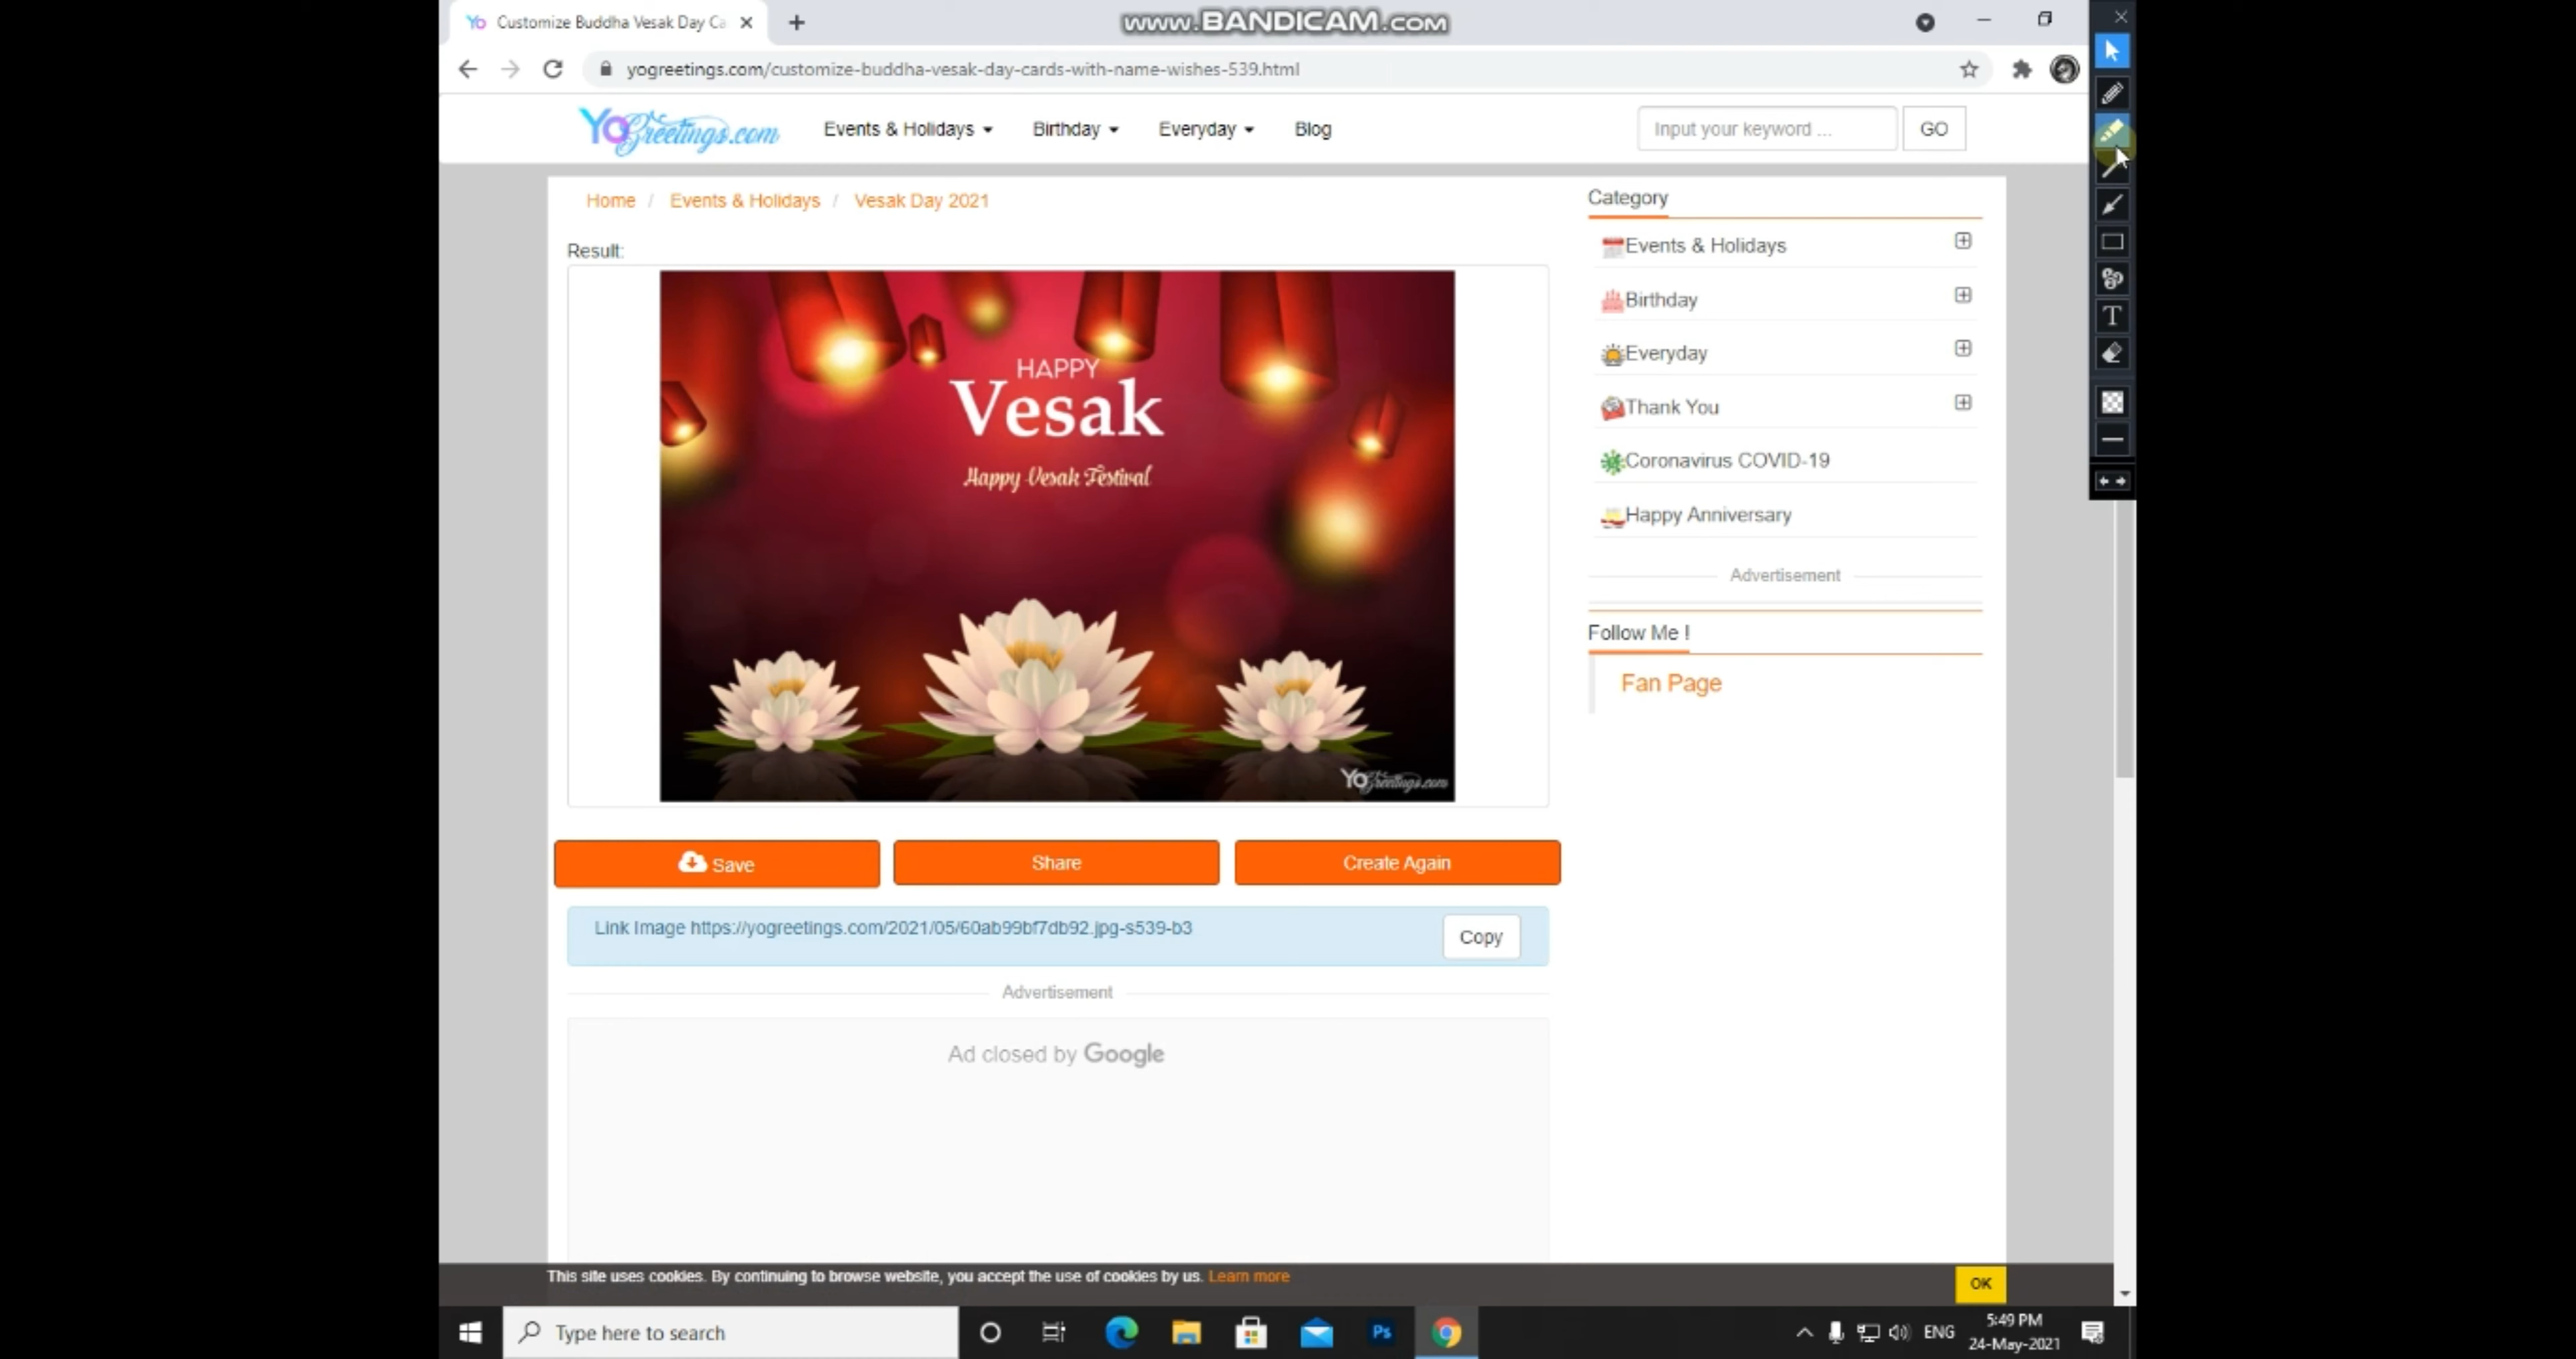 Customize Buddha Vesak Day Ca
www.BANDICAM.com
yogreetings.com/customize-buddha-vesak-day-cards-with-name-wishes-539.html
YoGreetings.com
Events & Holidays
Birthday
Everyday
Blog
Input your keyword ...
GO
Home / Events & Holidays / Vesak Day 2021
Result:
HAPPY
Vesak
Happy Vesak Festival
YoGreetings.com
Save
Share
Create Again
Link Image https://yogreetings.com/2021/05/60ab99bf7db92.jpg-s539-b3
Copy
Advertisement
Ad closed by Google
Category
Events & Holidays
Birthday
Everyday
Thank You
Coronavirus COVID-19
Happy Anniversary
Advertisement
Follow Me !
Fan Page
This site uses cookies. By continuing to browse website, you accept the use of cookies by us. Learn more
OK
Type here to search
Ps
ENG
5:49 PM
24-May-2021